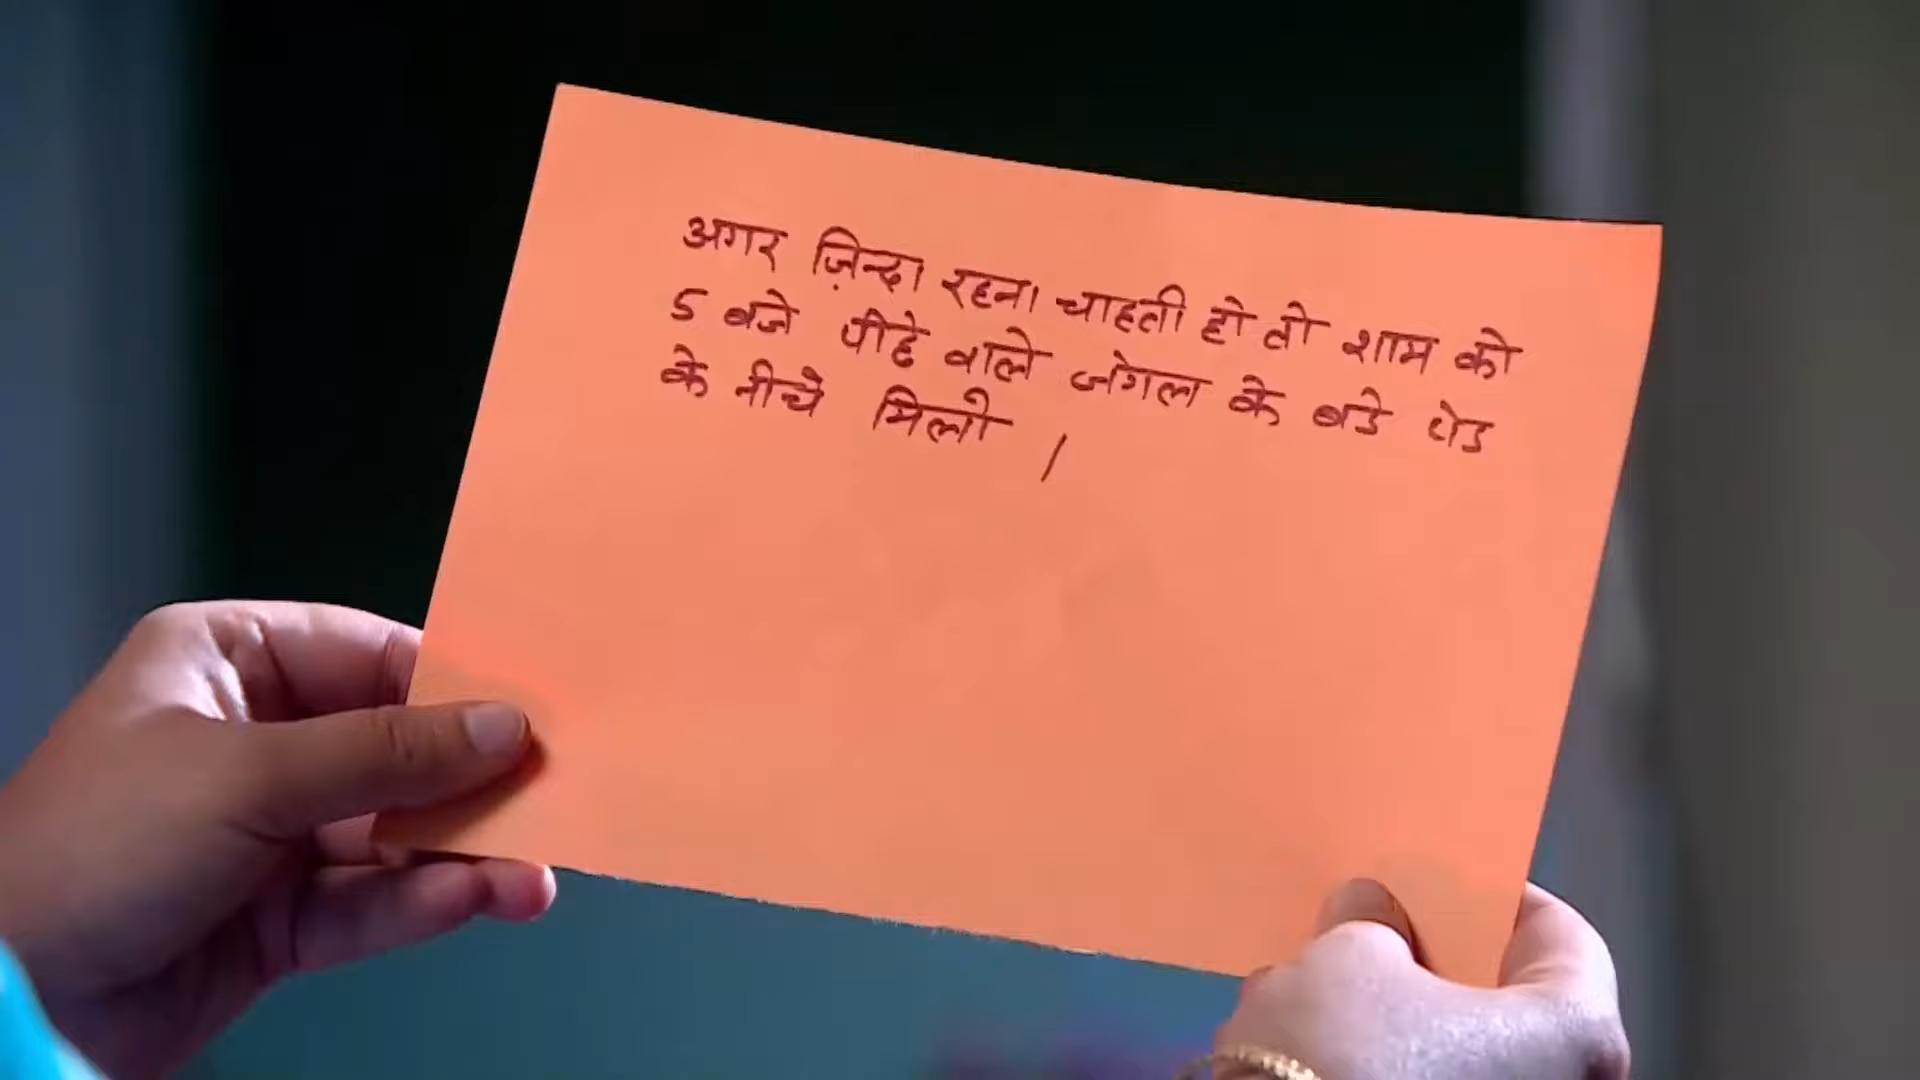 अगर ज़िन्दा रहना चाहती हो तो शाम को
5 बजे पीछे वाले जंगल के बडे पेड
के नीचे मिलो ।